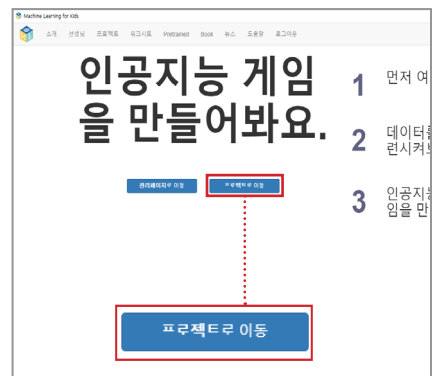 Machine Learning for Kids
소개 선생님 프로젝트 워크시트 Pretrained Book 뉴스 도움말 로그아웃
인공지능 게임
을 만들어봐요.
관리페이지로 이동
프로젝트로 이동
1 먼저 여
2 데이터를
련시켜보
3 인공지능
임을 만
프로젝트로 이동